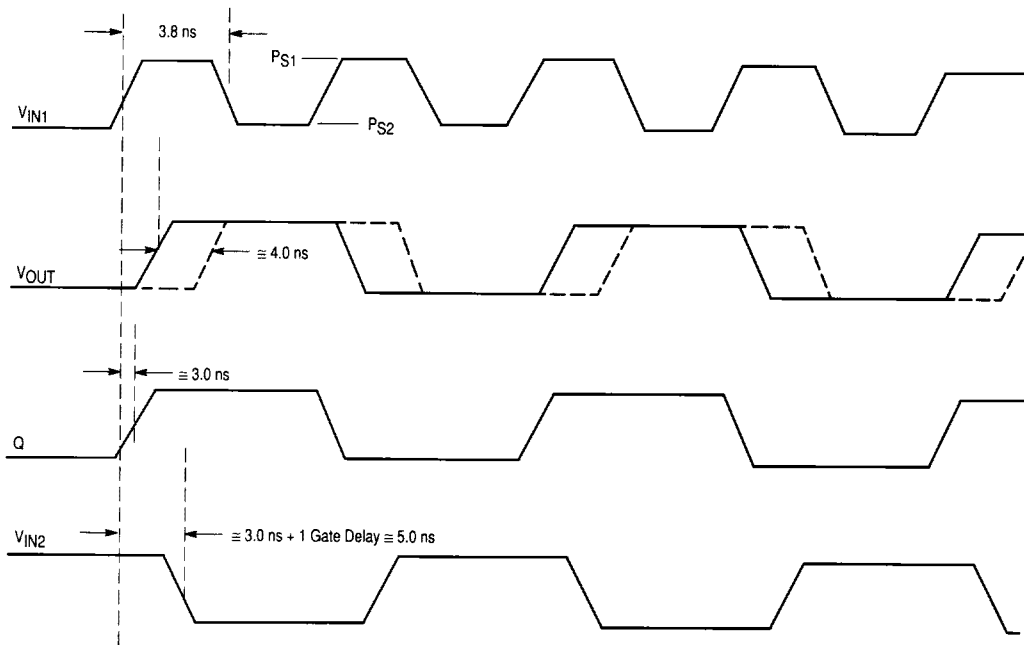 3.8 ns
PS1
VIN1
PS2
≅ 4.0 ns
VOUT
≅ 3.0 ns
Q
VIN2
≅ 3.0 ns + 1 Gate Delay ≅ 5.0 ns